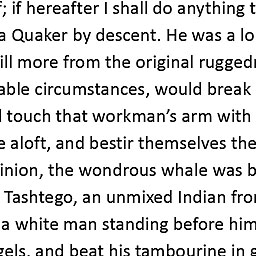 ; if hereafter I shall do anything t
a Quaker by descent. He was a lo
ill more from the original rugged
able circumstances, would break
touch that workman’s arm with
aloft, and bestir themselves the
inion, the wondrous whale was b
Tashtego, an unmixed Indian fro
a white man standing before him
gels, and beat his tambourine in g